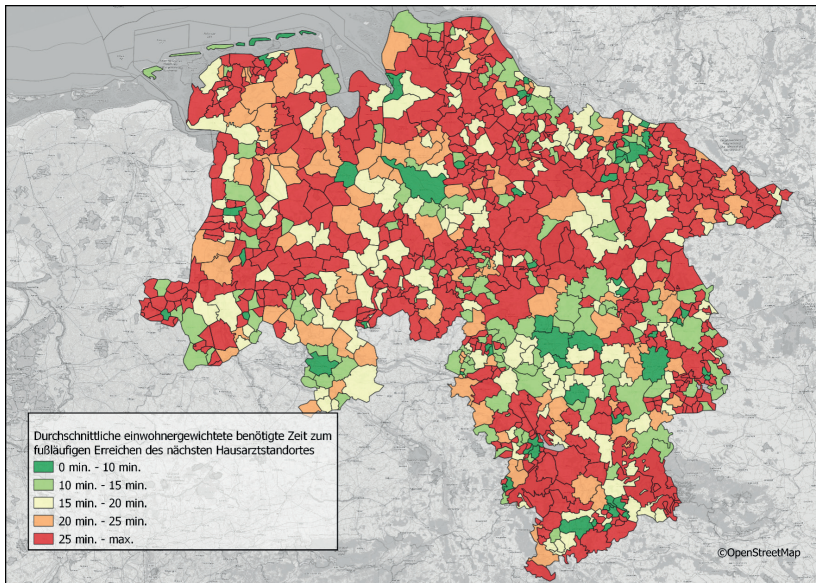 Durchschnittliche einwohnergewichtete benötigte Zeit zum
fußläufigen Erreichen des nächsten Hausarztstandortes
0 min. - 10 min.
10 min. - 15 min.
15 min. - 20 min.
20 min. - 25 min.
25 min. - max.
©OpenStreetMap